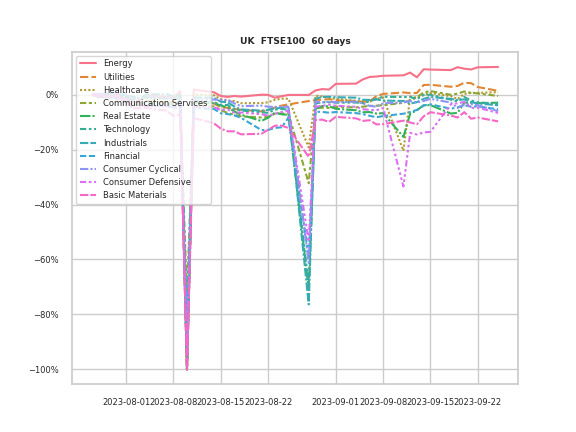 UK FTSE100 60 days
Energy
Utilities
Healthcare
Communication Services
Real Estate
Technology
Industrials
Financial
Consumer Cyclical
Consumer Defensive
Basic Materials
0%
−20%
−40%
−60%
−80%
−100%
2023-08-01 2023-08-08 2023-08-15 2023-08-22 2023-09-01 2023-09-08 2023-09-15 2023-09-22